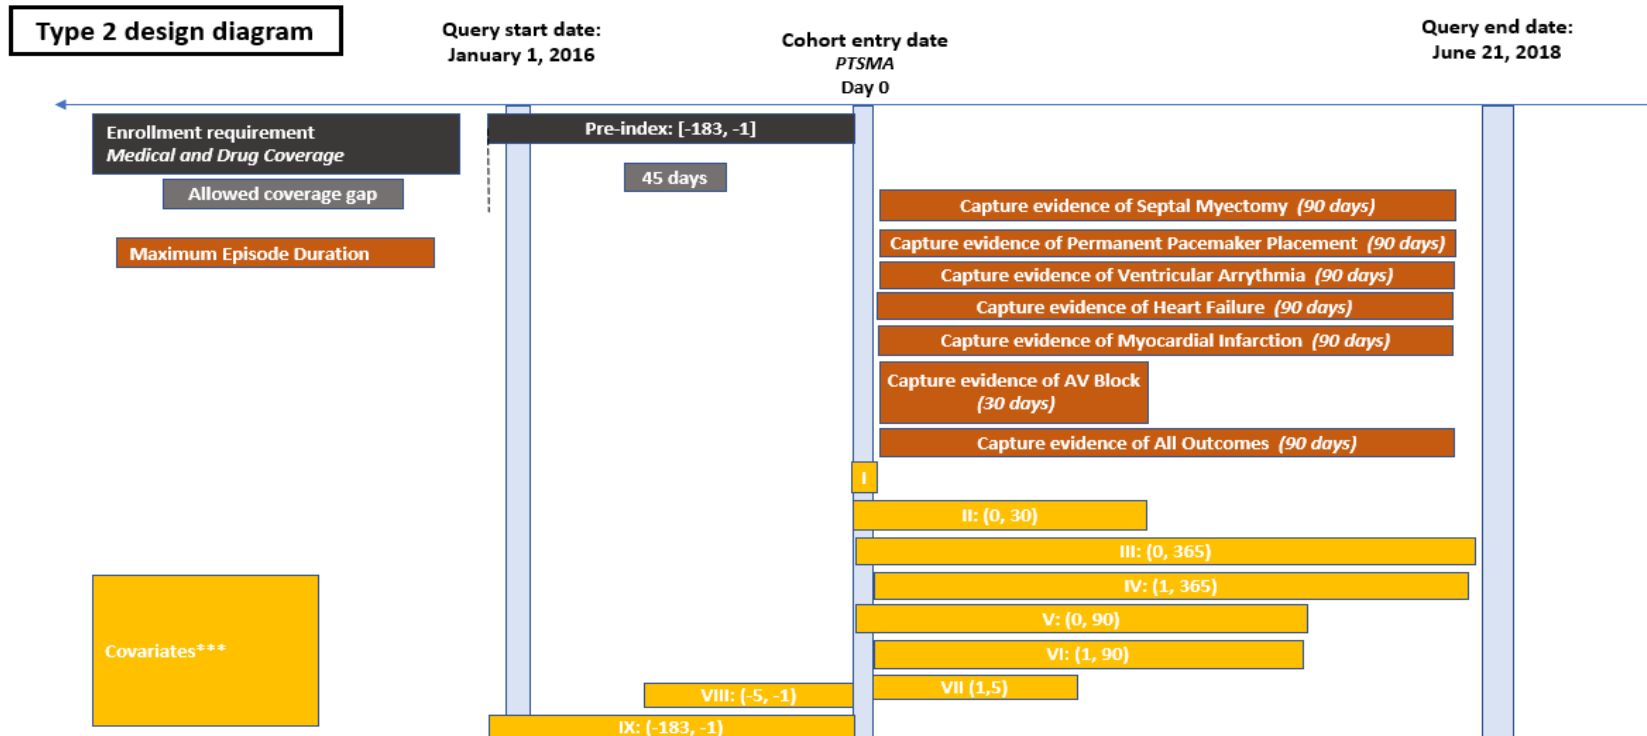 Type 2 design diagram
Query start date:
January 1, 2016
Cohort entry date
PTSMA
Day 0
Query end date:
June 21, 2018
Enrollment requirement
Medical and Drug Coverage
Pre-index: [-183, -1]
Allowed coverage gap
45 days
Maximum Episode Duration
Capture evidence of Septal Myectomy (90 days)
Capture evidence of Permanent Pacemaker Placement (90 days)
Capture evidence of Ventricular Arrythmia (90 days)
Capture evidence of Heart Failure (90 days)
Capture evidence of Myocardial Infarction (90 days)
Capture evidence of AV Block
(30 days)
Capture evidence of All Outcomes (90 days)
I
II: (0, 30)
III: (0, 365)
IV: (1, 365)
V: (0, 90)
Covariates***
VI: (1, 90)
VIII: (-5, -1)
VII (1,5)
IX: (-183, -1)